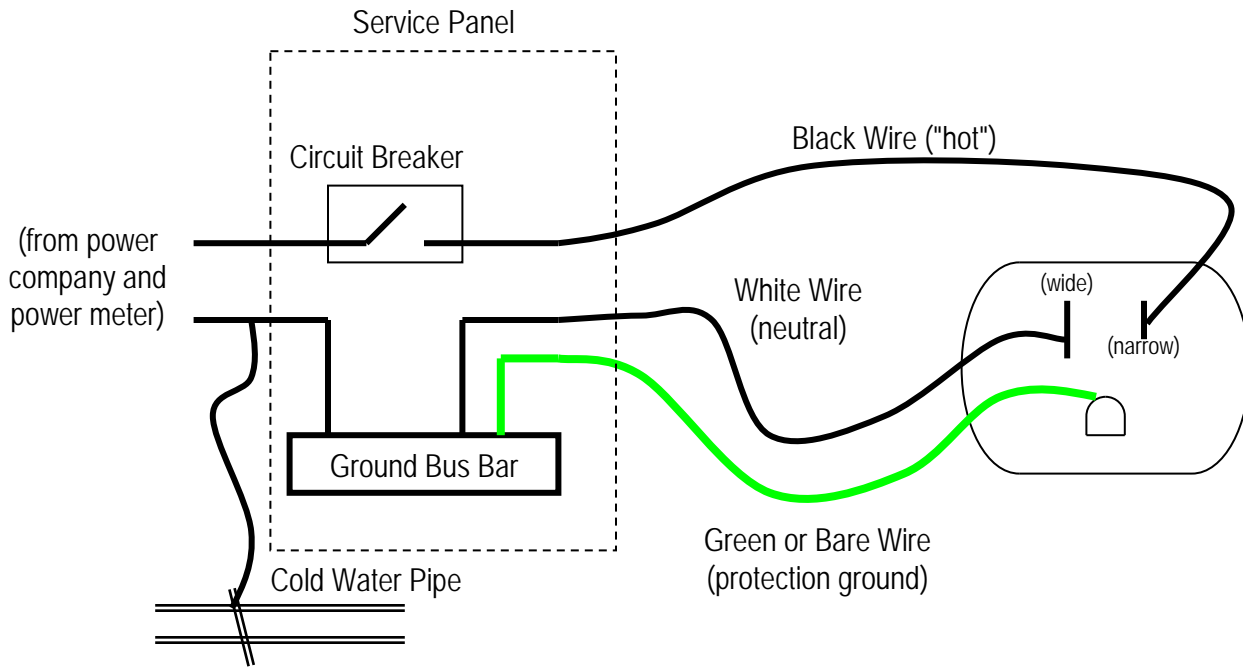 Service Panel
Circuit Breaker
Black Wire ("hot")
(from power
company and
power meter)
White Wire
(neutral)
(wide)
(narrow)
Ground Bus Bar
Green or Bare Wire
(protection ground)
Cold Water Pipe